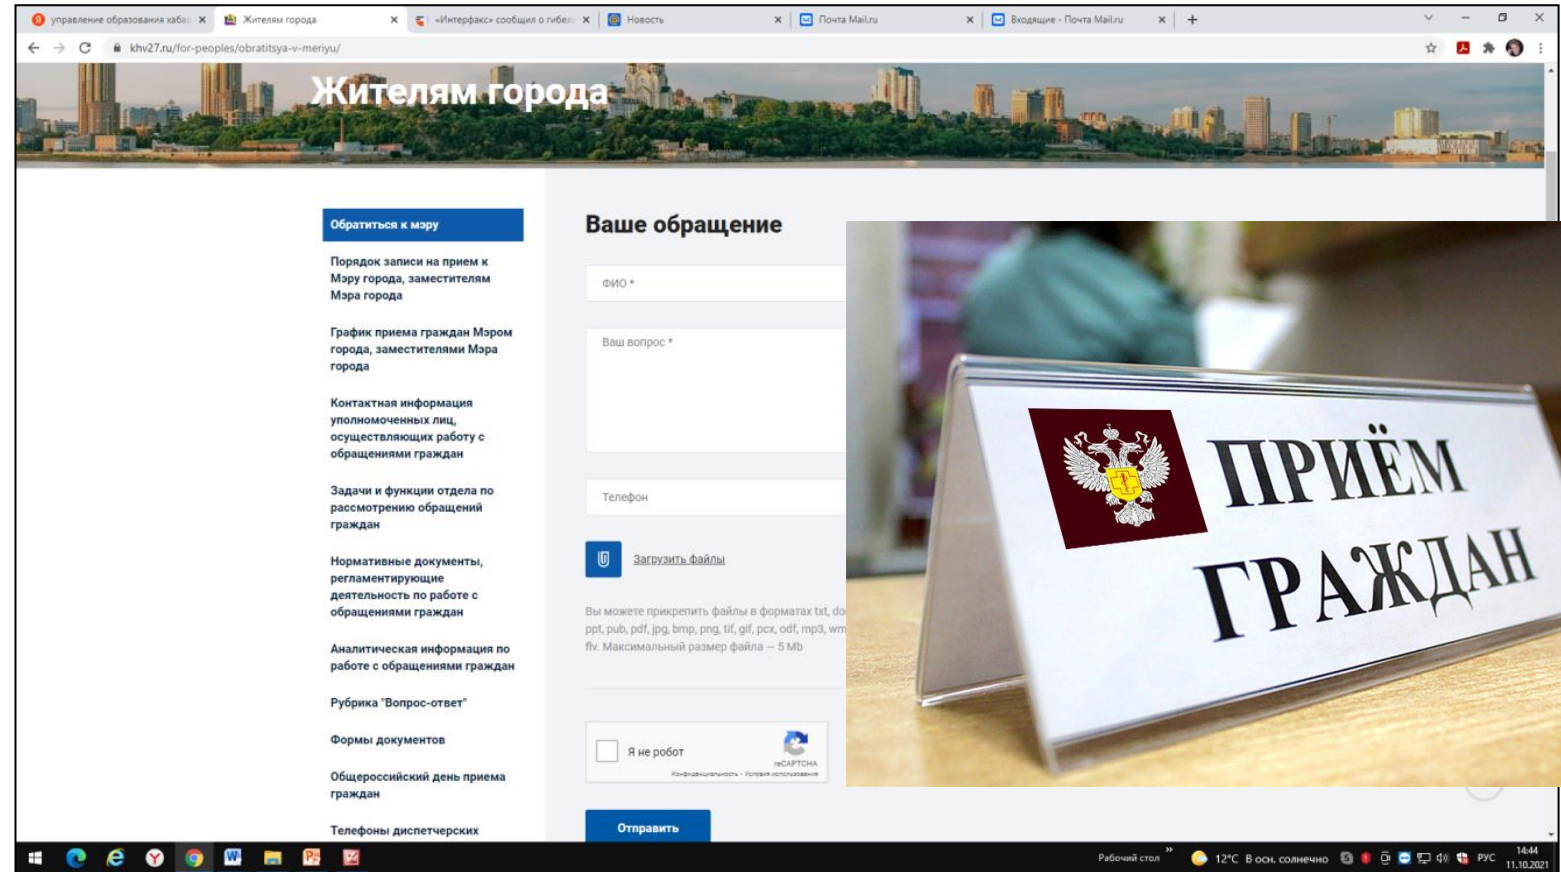 управление образования хаба
Жителям города
«Интерфакс» сообщил о гибел
Новость
Почта Mail.ru
Входящие - Почта Mail.ru
khv27.ru/for-peoples/obratitsya-v-meriyu/
Жителям города
Обратиться к мэру
Порядок записи на прием к
Мэру города, заместителям
Мэра города
График приема граждан Мэром
города, заместителями Мэра
города
Контактная информация
уполномоченных лиц,
осуществляющих работу с
обращениями граждан
Задачи и функции отдела по
рассмотрению обращений
граждан
Нормативные документы,
регламентирующие
деятельность по работе с
обращениями граждан
Аналитическая информация по
работе с обращениями граждан
Рубрика "Вопрос-ответ"
Формы документов
Общероссийский день приема
граждан
Телефоны диспетчерских
Ваше обращение
ФИО *
Ваш вопрос *
Телефон
Загрузить файлы
Вы можете прикрепить файлы в форматах txt, do
ppt, pub, pdf, jpg, bmp, png, tif, gif, pcx, odf, mp3, wm
flv. Максимальный размер файла — 5 Mb
Я не робот
reCAPTCHA
Конфиденциальность - Условия использования
Отправить
ПРИЁМ
ГРАЖДАН
Рабочий стол
12°C В осн. солнечно
РУС
14:44
11.10.2021